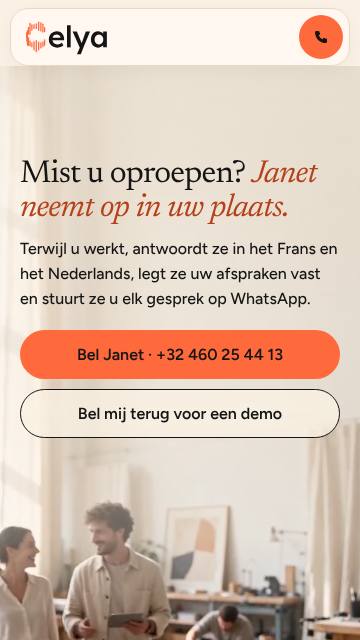 Celya
Mist u oproepen? Janet
neemt op in uw plaats.
Terwijl u werkt, antwoordt ze in het Frans en
het Nederlands, legt ze uw afspraken vast
en stuurt ze u elk gesprek op WhatsApp.
Bel Janet · +32 460 25 44 13
Bel mij terug voor een demo